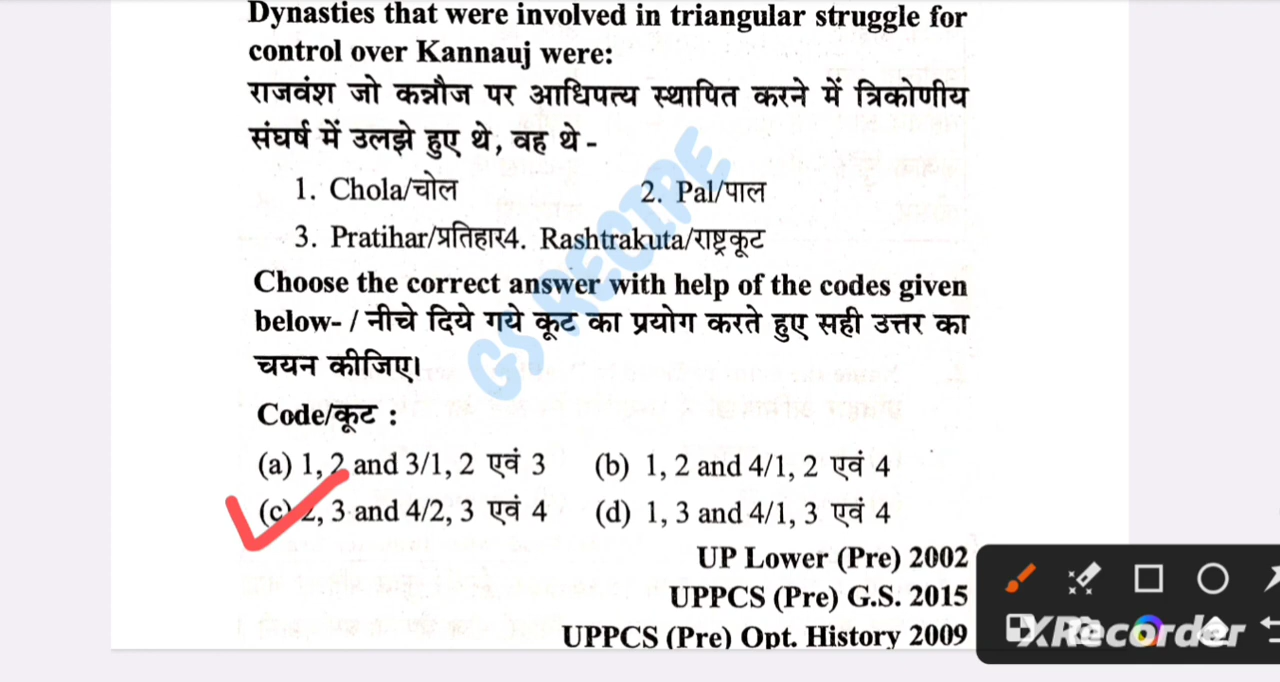 Dynasties that were involved in triangular struggle for
control over Kannauj were:
राजवंश जो कन्नौज पर आधिपत्य स्थापित करने में त्रिकोणीय
संघर्ष में उलझे हुए थे, वह थे -
1. Chola/चोल 2. Pal/पाल
3. Pratihar/प्रतिहार4. Rashtrakuta/राष्ट्रकूट
Choose the correct answer with help of the codes given
below- / नीचे दिये गये कूट का प्रयोग करते हुए सही उत्तर का
चयन कीजिए।
Code/कूट :
(a) 1, 2 and 3/1, 2 एवं 3 (b) 1, 2 and 4/1, 2 एवं 4
(c) 2, 3 and 4/2, 3 एवं 4 (d) 1, 3 and 4/1, 3 एवं 4
UP Lower (Pre) 2002
UPPCS (Pre) G.S. 2015
UPPCS (Pre) Opt. History 2009
GS RECIPE
XRecorder